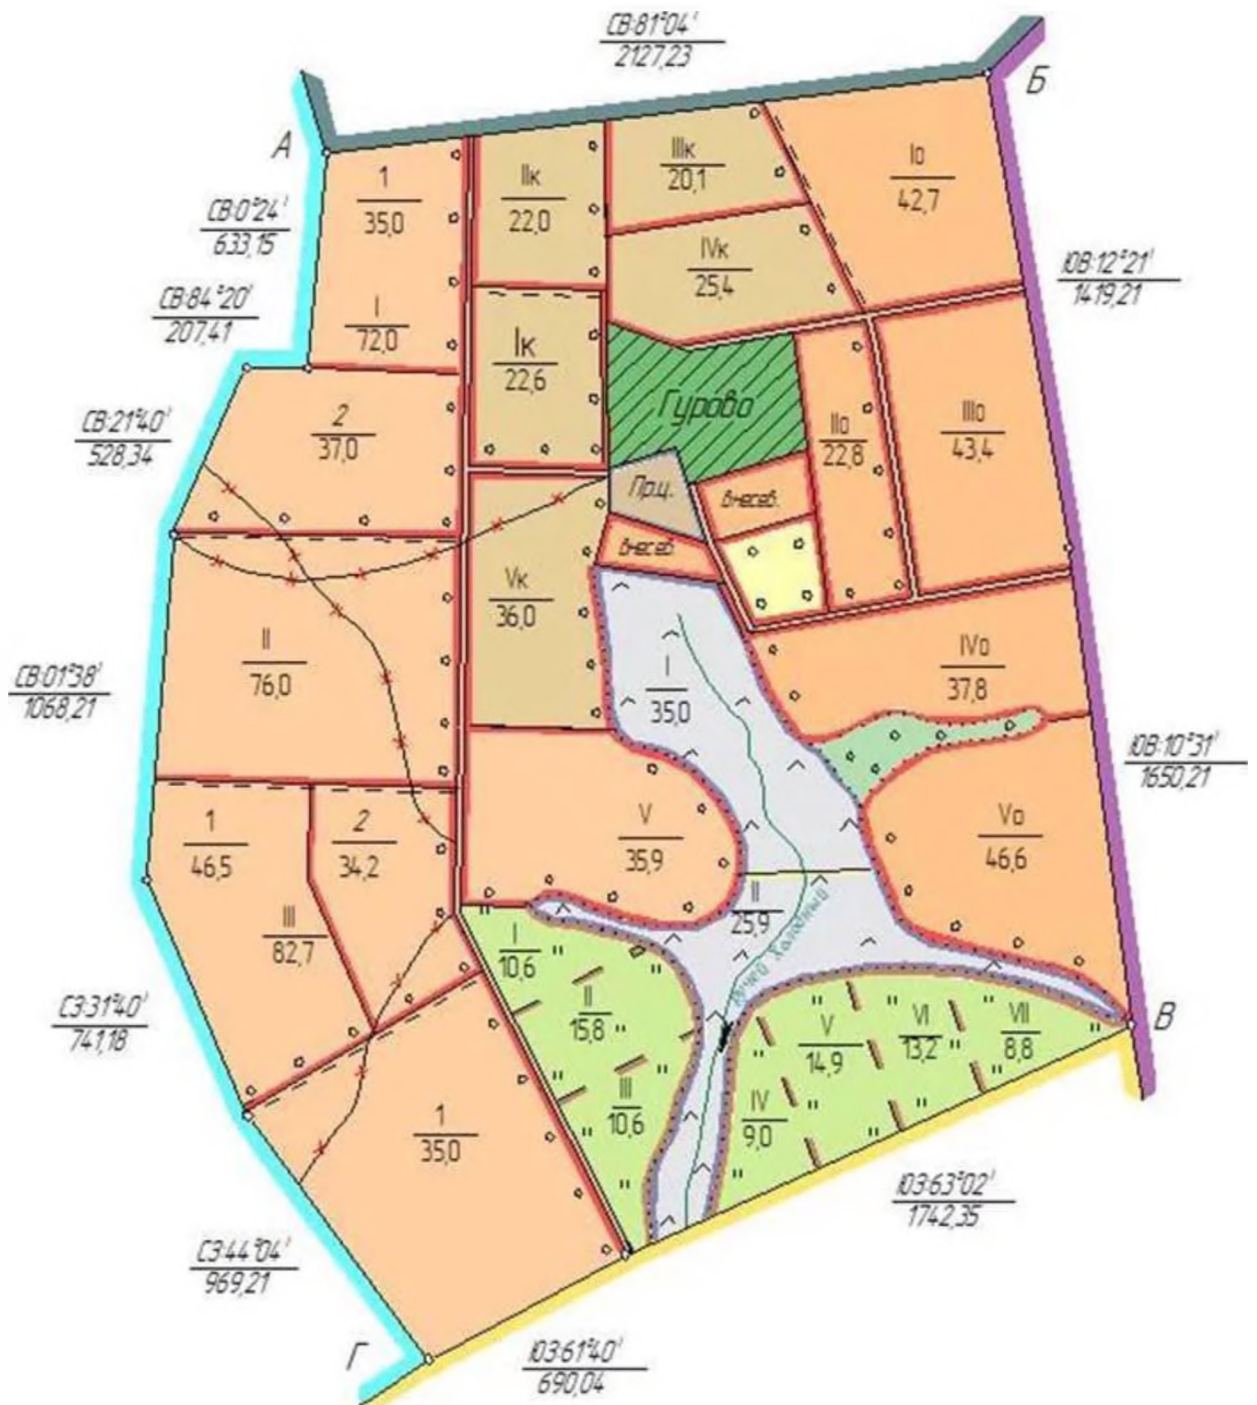 СВ:81°04'
2127,23
Б
А
1
35,0
IIк
22,0
IIIк
20,1
Iо
42,7
СВ:0°24'
633,15
IVк
25,4
ЮВ:12°21'
1419,21
СВ:84°20'
207,41
I
72,0
Iк
22,6
Гурово
IIо
22,8
IIIо
43,4
СВ:21°40'
528,34
2
37,0
Пр.ц.
внесев.
внесев.
Vк
36,0
II
76,0
I
35,0
IVо
37,8
СВ:01°38'
1068,21
ЮВ:10°31'
1650,21
1
46,5
2
34,2
V
35,9
Vо
46,6
III
82,7
II
25,9
Ручей Холодный
I
10,6
II
15,8
V
14,9
VI
13,2
VII
8,8
В
СЗ:31°40'
741,18
III
10,6
IV
9,0
1
35,0
ЮЗ:63°02'
1742,35
СЗ:44°04'
969,21
Г
ЮЗ:61°40'
690,04